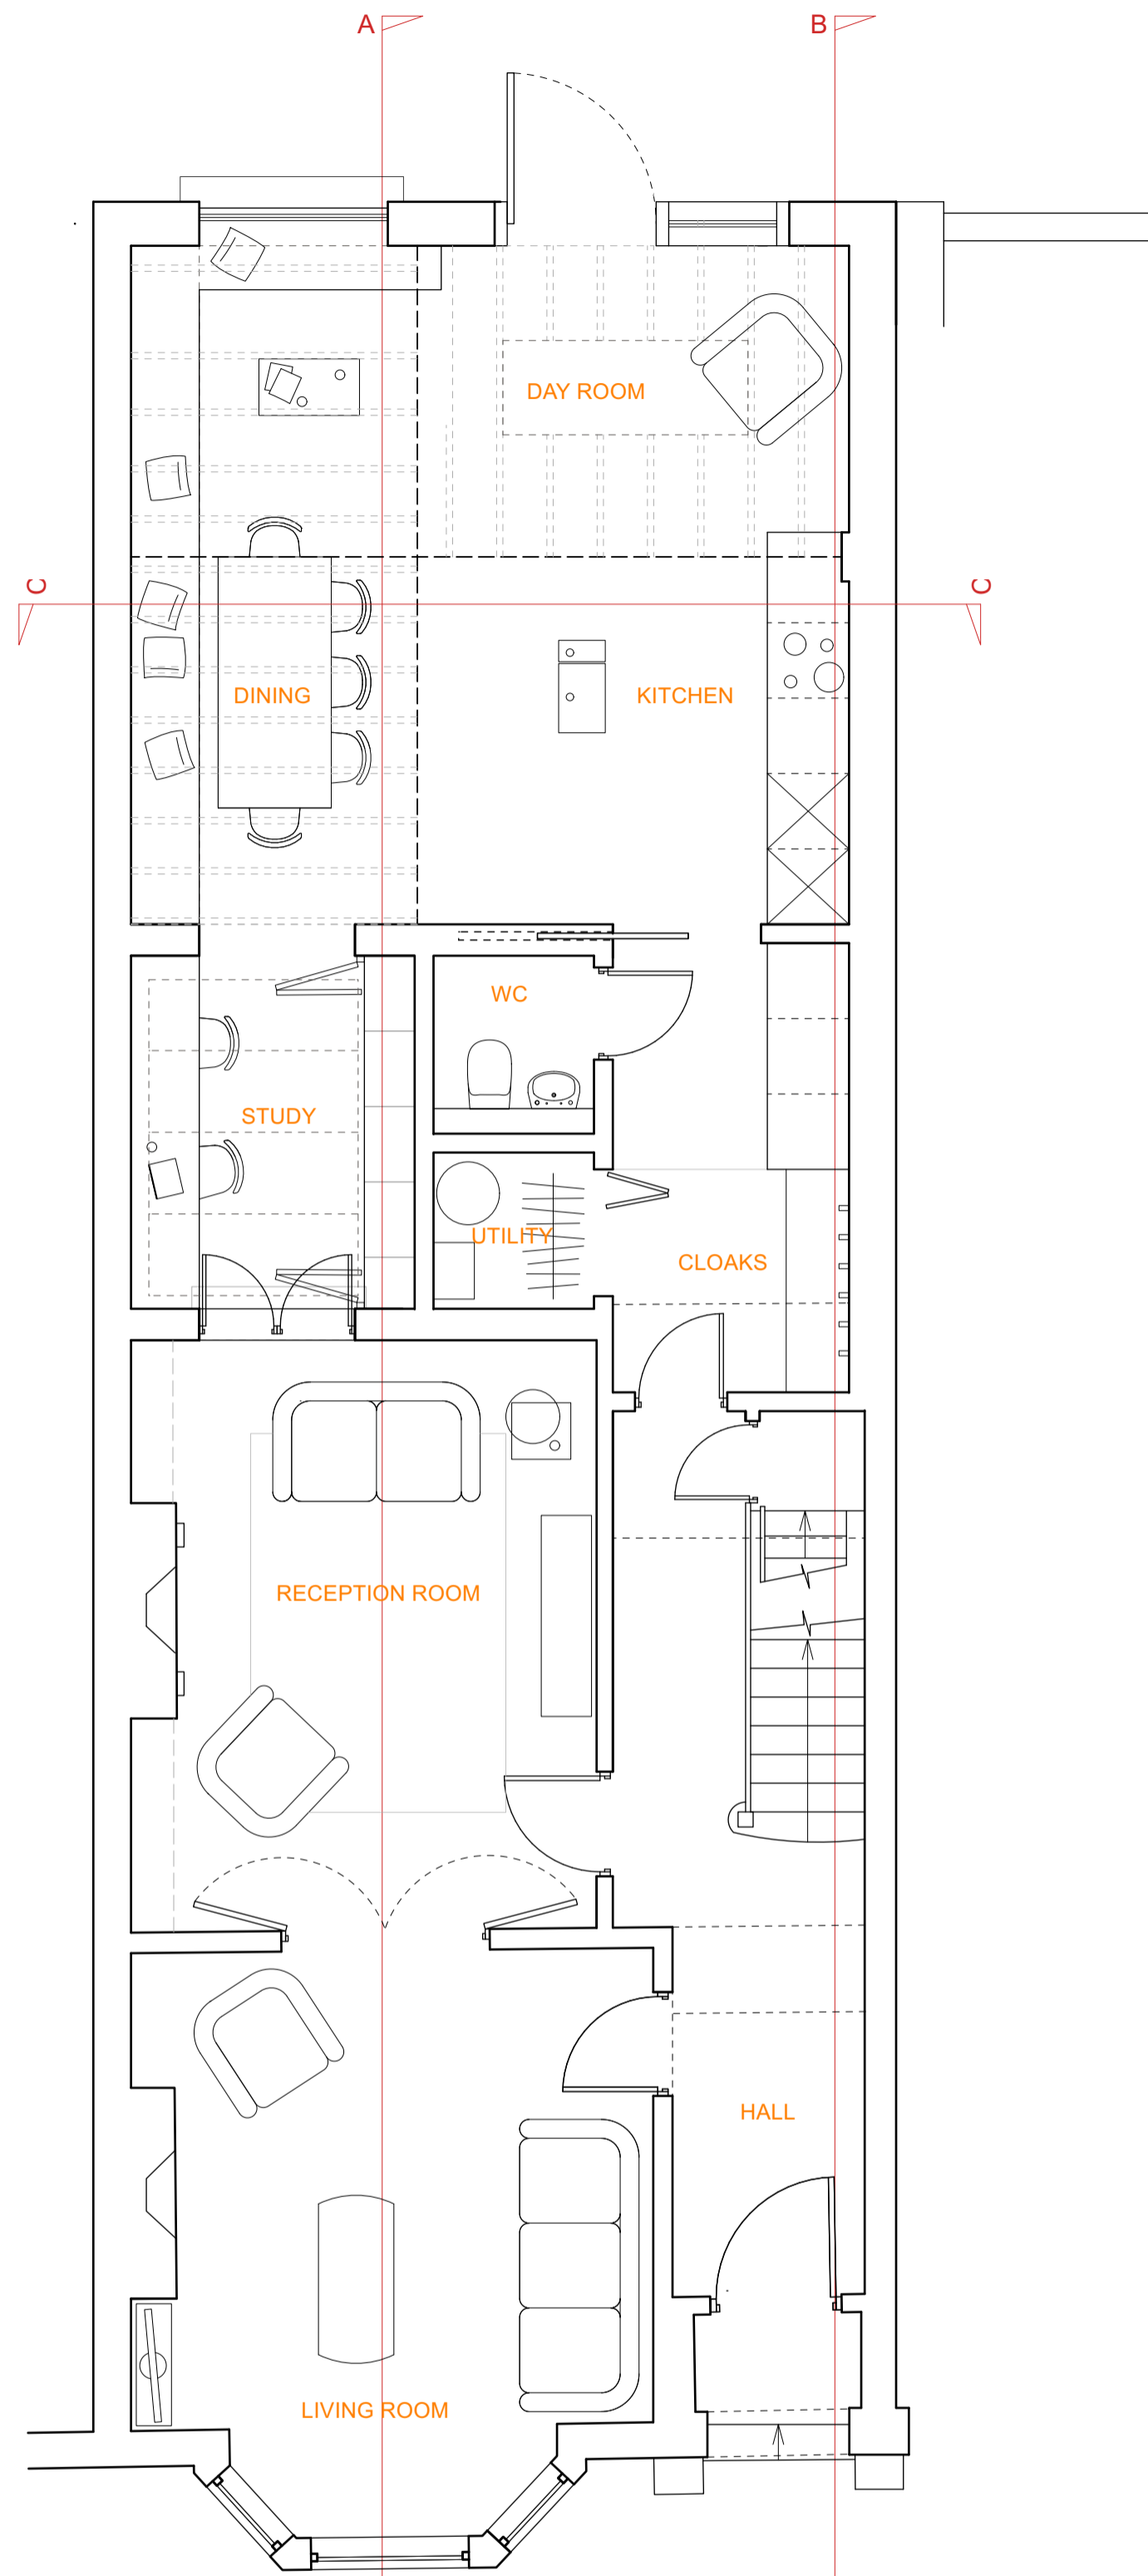 A
B
DAY ROOM
C
C
DINING
KITCHEN
WC
STUDY
UTILITY
CLOAKS
RECEPTION ROOM
HALL
LIVING ROOM